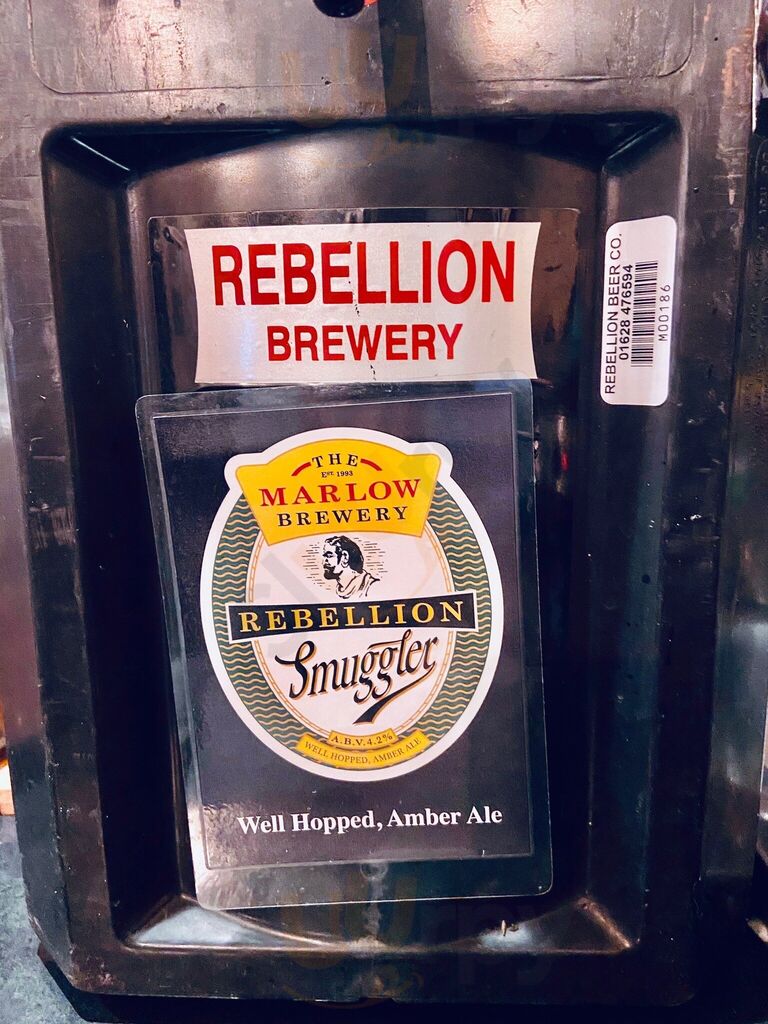 REBELLION
BREWERY
REBELLION BEER CO.
01628 476594
M00186
THE
EST. 1993
MARLOW
BREWERY
REBELLION
Smuggler
A.B.V. 4.2%
WELL HOPPED, AMBER ALE
Well Hopped, Amber Ale